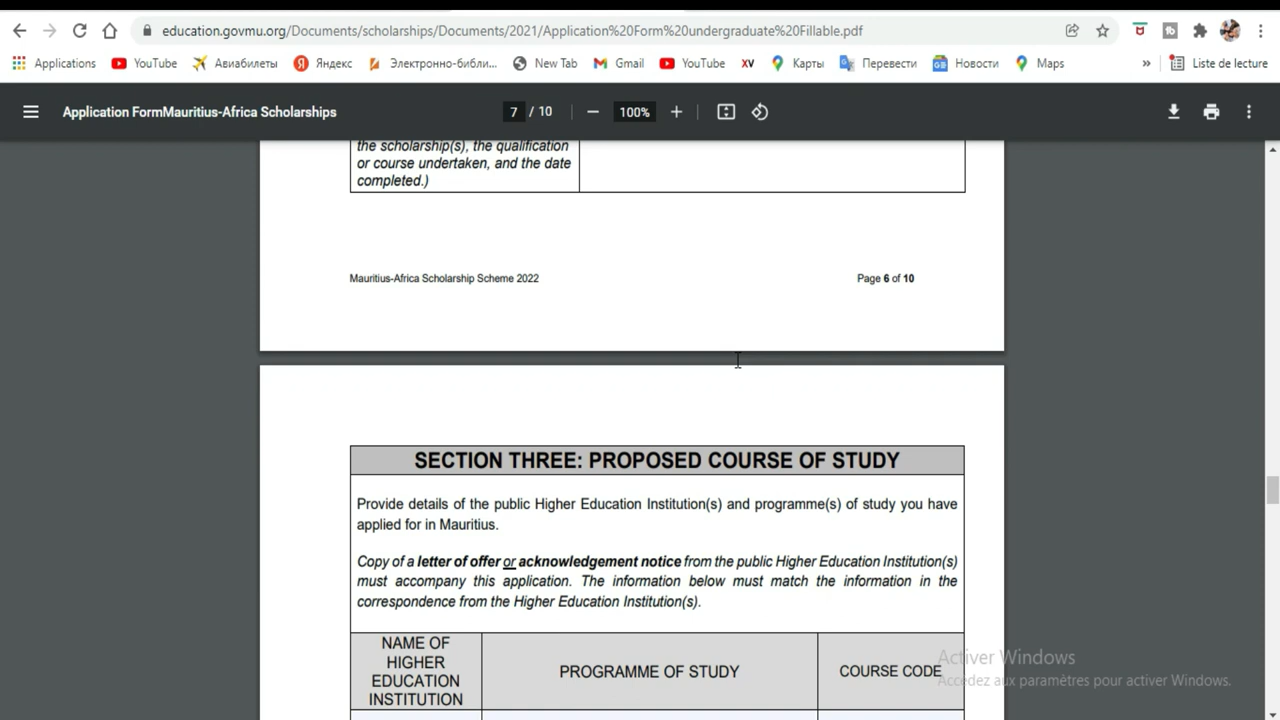 education.govmu.org/Documents/scholarships/Documents/2021/Application%20Form%20undergraduate%20Fillable.pdf
Applications YouTube Авиабилеты Яндекс Электронно-библи... New Tab Gmail YouTube XV Карты Перевести Новости Maps » Liste de lecture
Application FormMauritius-Africa Scholarships 7 / 10 − 100% +
the scholarship(s), the qualification
or course undertaken, and the date
completed.)
Mauritius-Africa Scholarship Scheme 2022 Page 6 of 10
SECTION THREE: PROPOSED COURSE OF STUDY
Provide details of the public Higher Education Institution(s) and programme(s) of study you have
applied for in Mauritius.
Copy of a letter of offer or acknowledgement notice from the public Higher Education Institution(s)
must accompany this application. The information below must match the information in the
correspondence from the Higher Education Institution(s).
NAME OF
HIGHER
EDUCATION
INSTITUTION
PROGRAMME OF STUDY
COURSE CODE
Activer Windows
Accédez aux paramètres pour activer Windows.